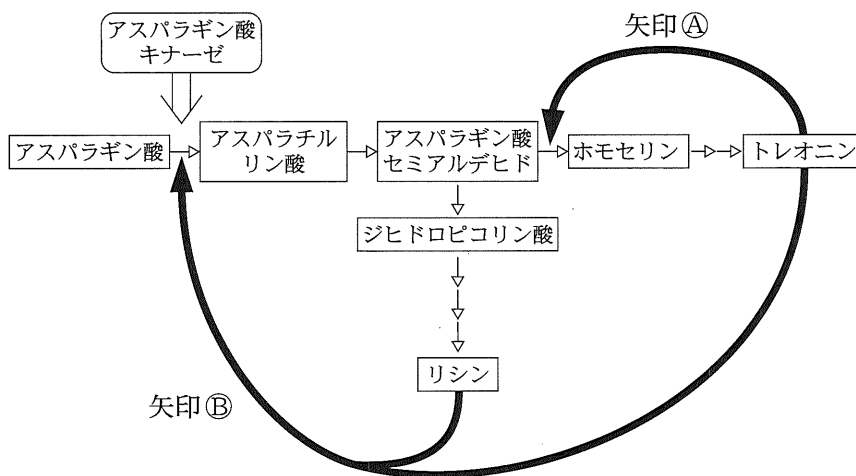 アスパラギン酸
キナーゼ
矢印Ⓐ
アスパラギン酸
アスパラチル
リン酸
アスパラギン酸
セミアルデヒド
ホモセリン
トレオニン
ジヒドロピコリン酸
リシン
矢印Ⓑ